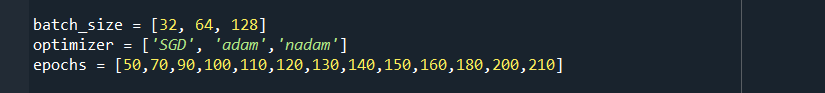 batch_size = [32, 64, 128]
optimizer = ['SGD', 'adam','nadam']
epochs = [50,70,90,100,110,120,130,140,150,160,180,200,210]